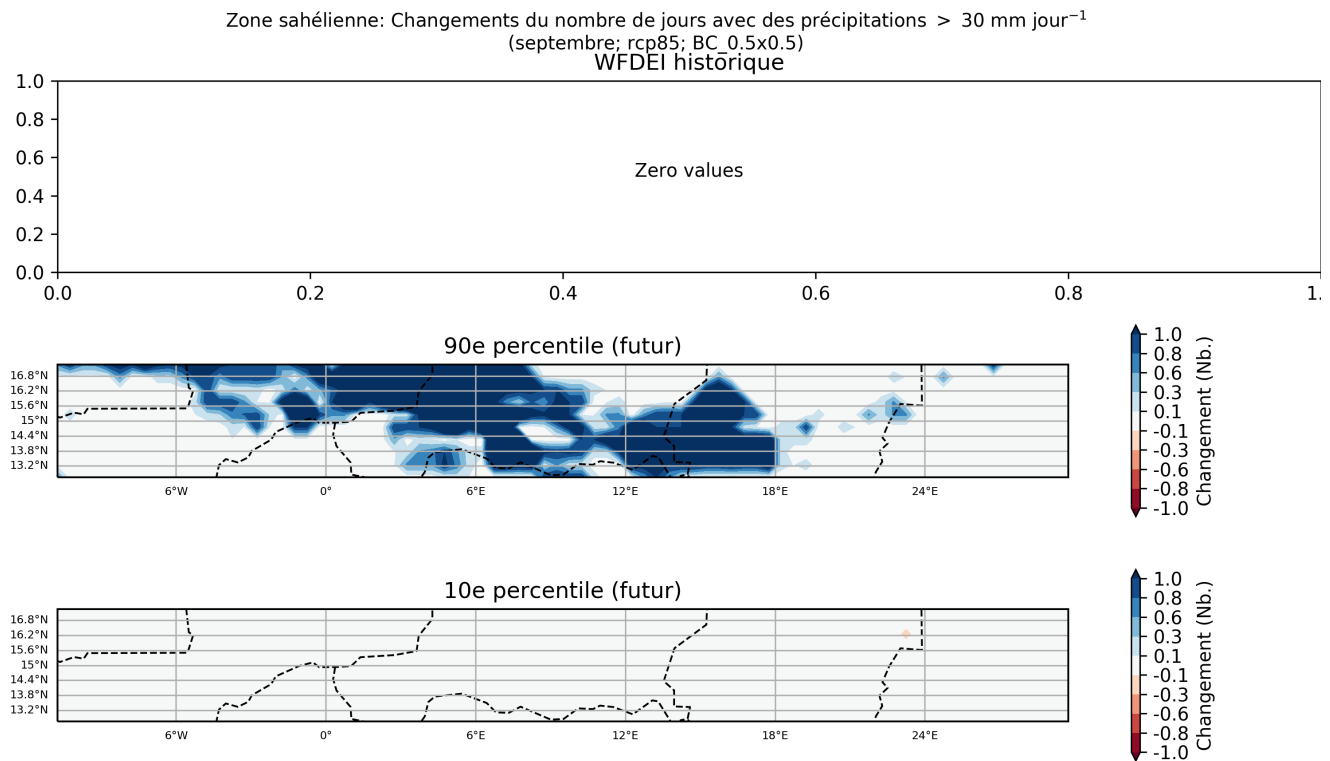 Zone sahélienne: Changements du nombre de jours avec des précipitations > 30 mm jour⁻¹
(septembre; rcp85; BC_0.5x0.5)
WFDEI historique
1.0
0.8
0.6
0.4
0.2
0.0
Zero values
0.0 0.2 0.4 0.6 0.8 1.
90e percentile (futur)
16.8°N
16.2°N
15.6°N
15°N
14.4°N
13.8°N
13.2°N
6°W 0° 6°E 12°E 18°E 24°E
1.0
0.8
0.6
0.3
0.1
-0.1
-0.3
-0.6
-0.8
-1.0
Changement (Nb.)
10e percentile (futur)
16.8°N
16.2°N
15.6°N
15°N
14.4°N
13.8°N
13.2°N
6°W 0° 6°E 12°E 18°E 24°E
1.0
0.8
0.6
0.3
0.1
-0.1
-0.3
-0.6
-0.8
-1.0
Changement (Nb.)